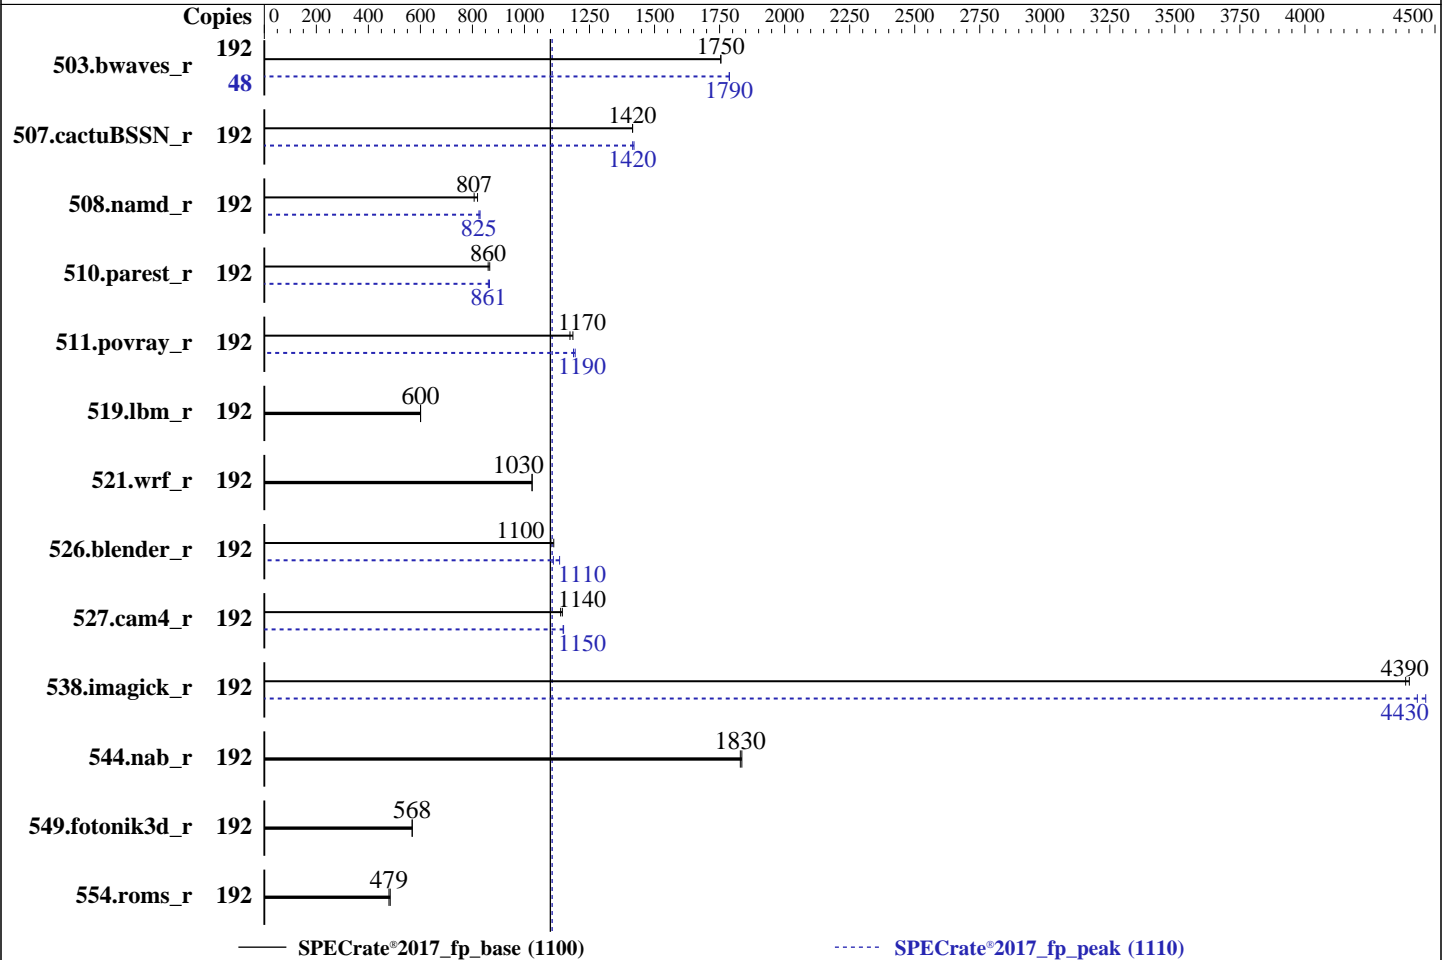 Copies 0 200 400 600 800 1000 1250 1500 1750 2000 2250 2500 2750 3000 3250 3500 3750 4000 4500
503.bwaves_r 192 1750
48 1790
507.cactuBSSN_r 192 1420
1420
508.namd_r 192 807
825
510.parest_r 192 860
861
511.povray_r 192 1170
1190
519.lbm_r 192 600
521.wrf_r 192 1030
526.blender_r 192 1100
1110
527.cam4_r 192 1140
1150
538.imagick_r 192 4390
4430
544.nab_r 192 1830
549.fotonik3d_r 192 568
554.roms_r 192 479
SPECrate®2017_fp_base (1100) SPECrate®2017_fp_peak (1110)